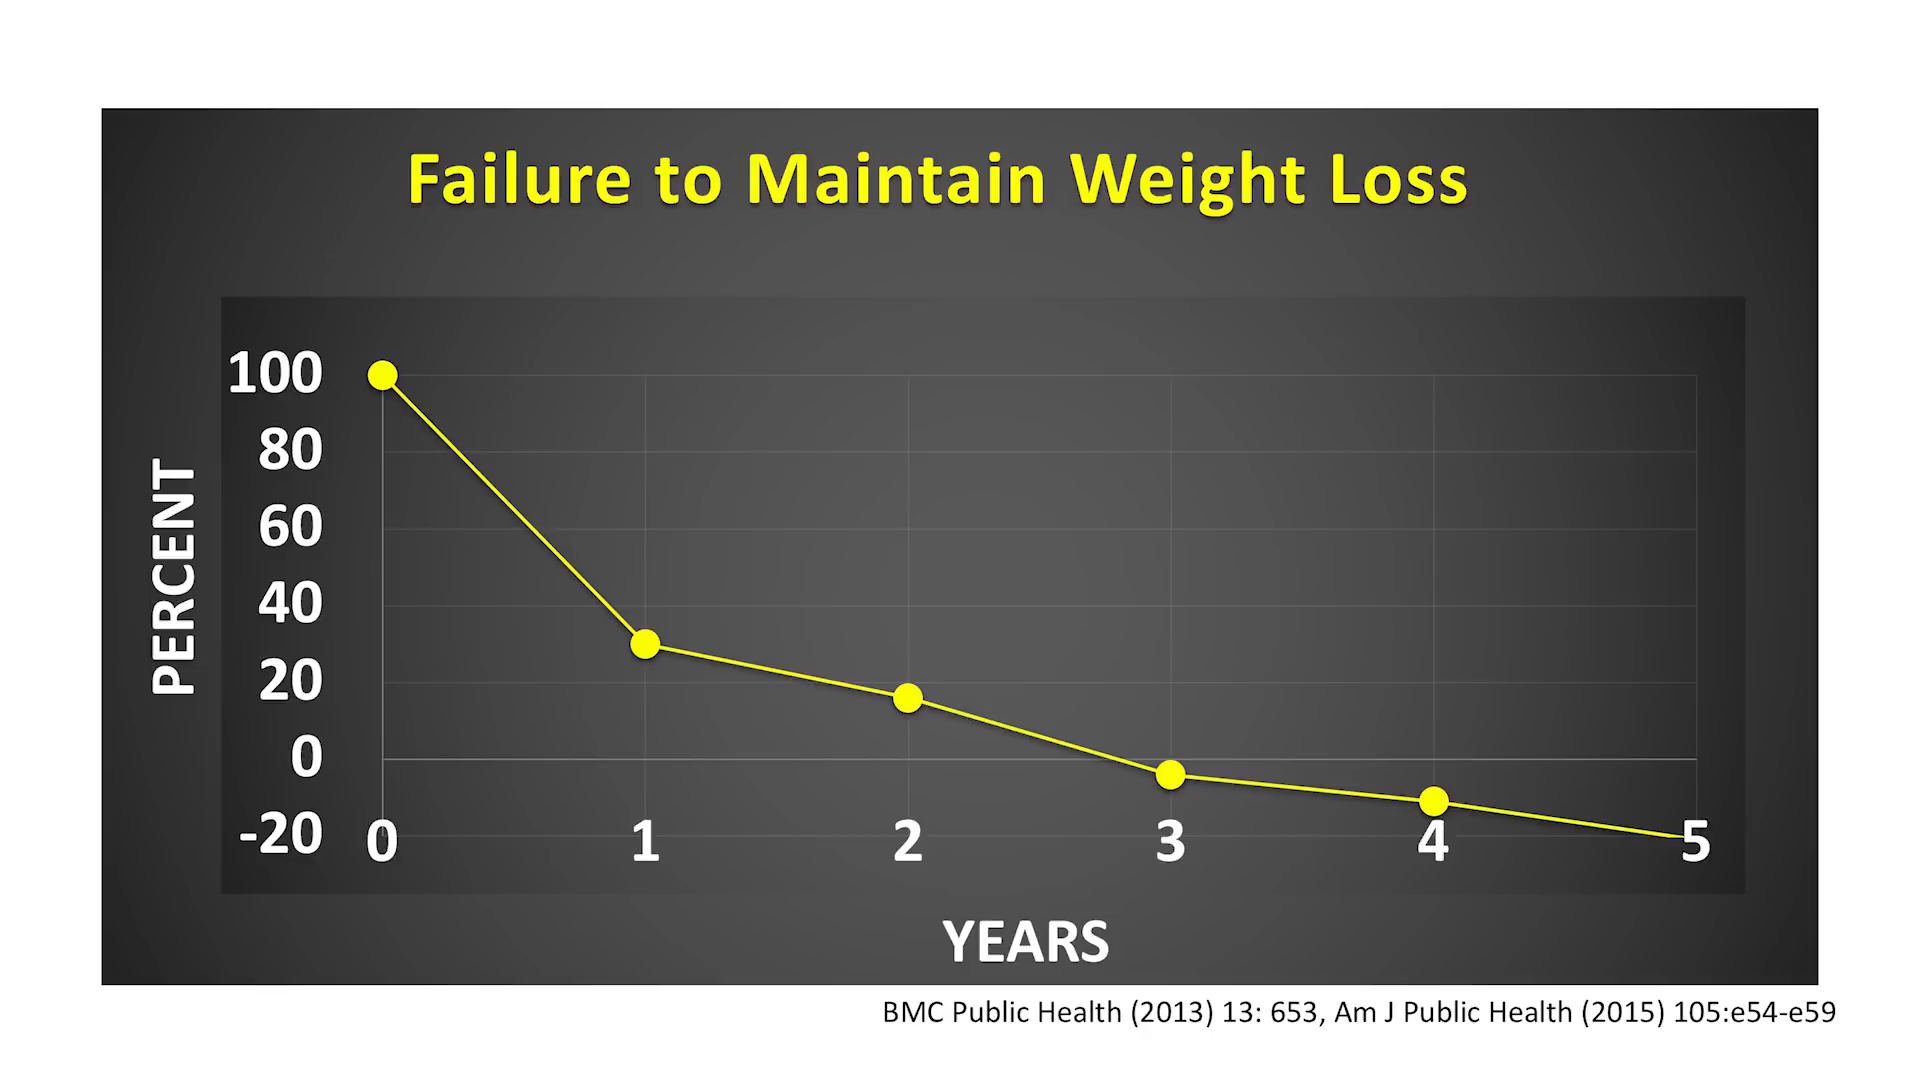 Failure to Maintain Weight Loss
PERCENT
100
80
60
40
20
0
-20
0 1 2 3 4 5
YEARS
BMC Public Health (2013) 13: 653, Am J Public Health (2015) 105:e54-e59